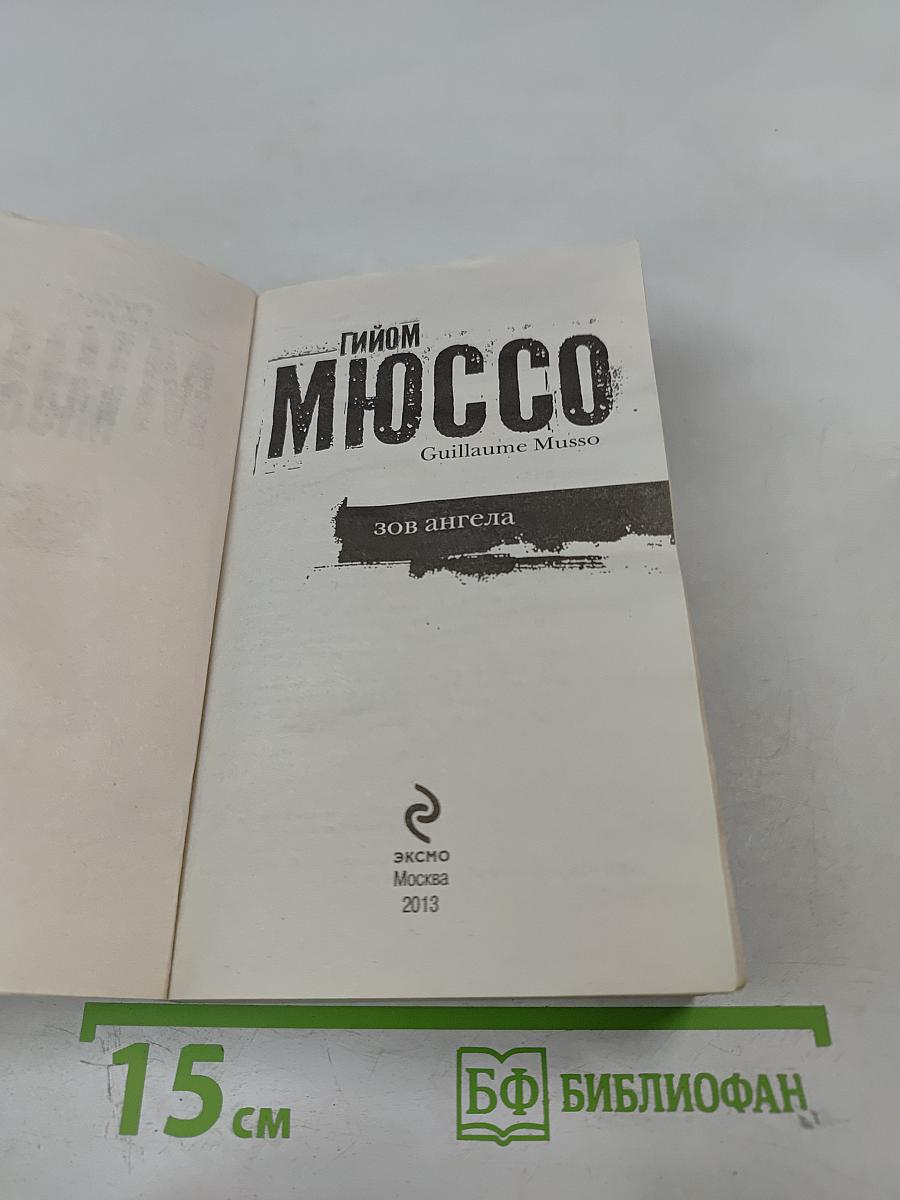 ГИЙОМ
МЮССО
Guillaume Musso
зов ангела
ЭКСМО
Москва
2013
15 см
БФ БИБЛИОФАН